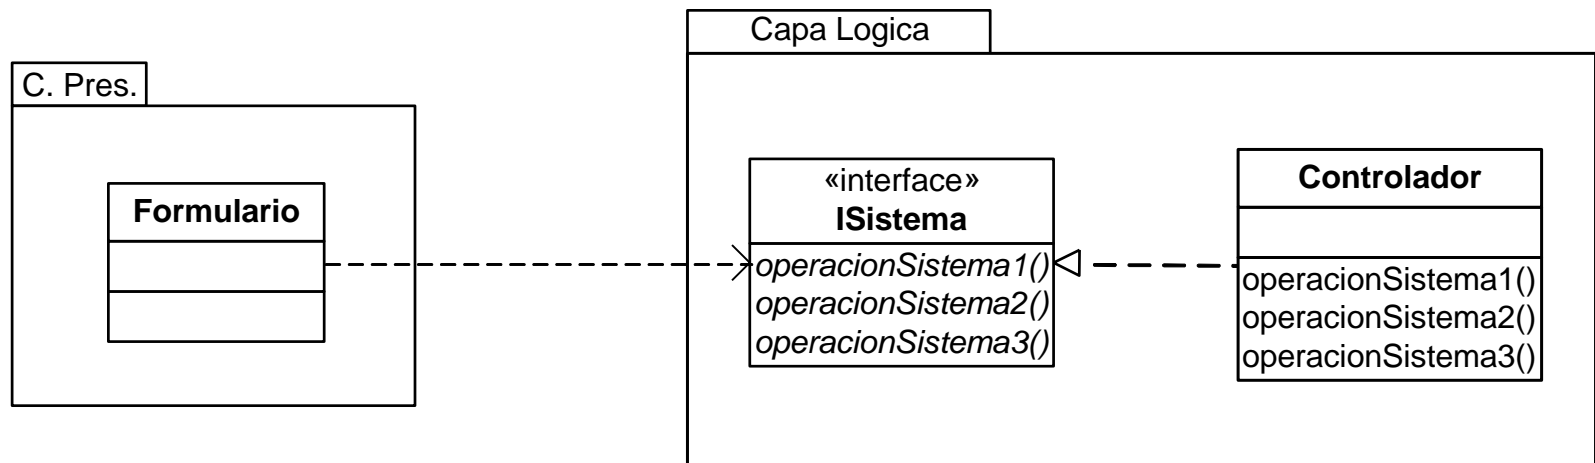 Capa Logica
C. Pres.
Formulario
«interface»
ISistema
operacionSistema1()
operacionSistema2()
operacionSistema3()
Controlador
operacionSistema1()
operacionSistema2()
operacionSistema3()